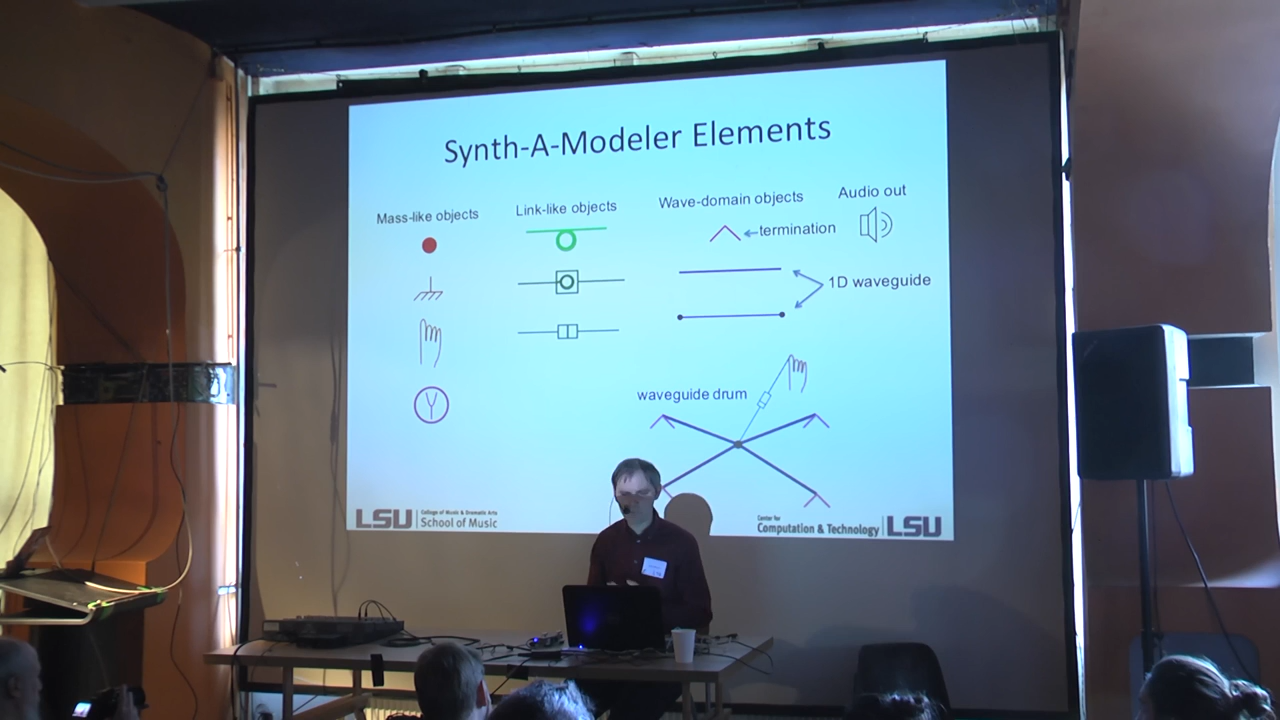 Synth-A-Modeler Elements
Mass-like objects
Link-like objects
Wave-domain objects
Audio out
termination
1D waveguide
waveguide drum
Y
LSU
College of Music & Dramatic Arts
School of Music
Center for
Computation & Technology
LSU